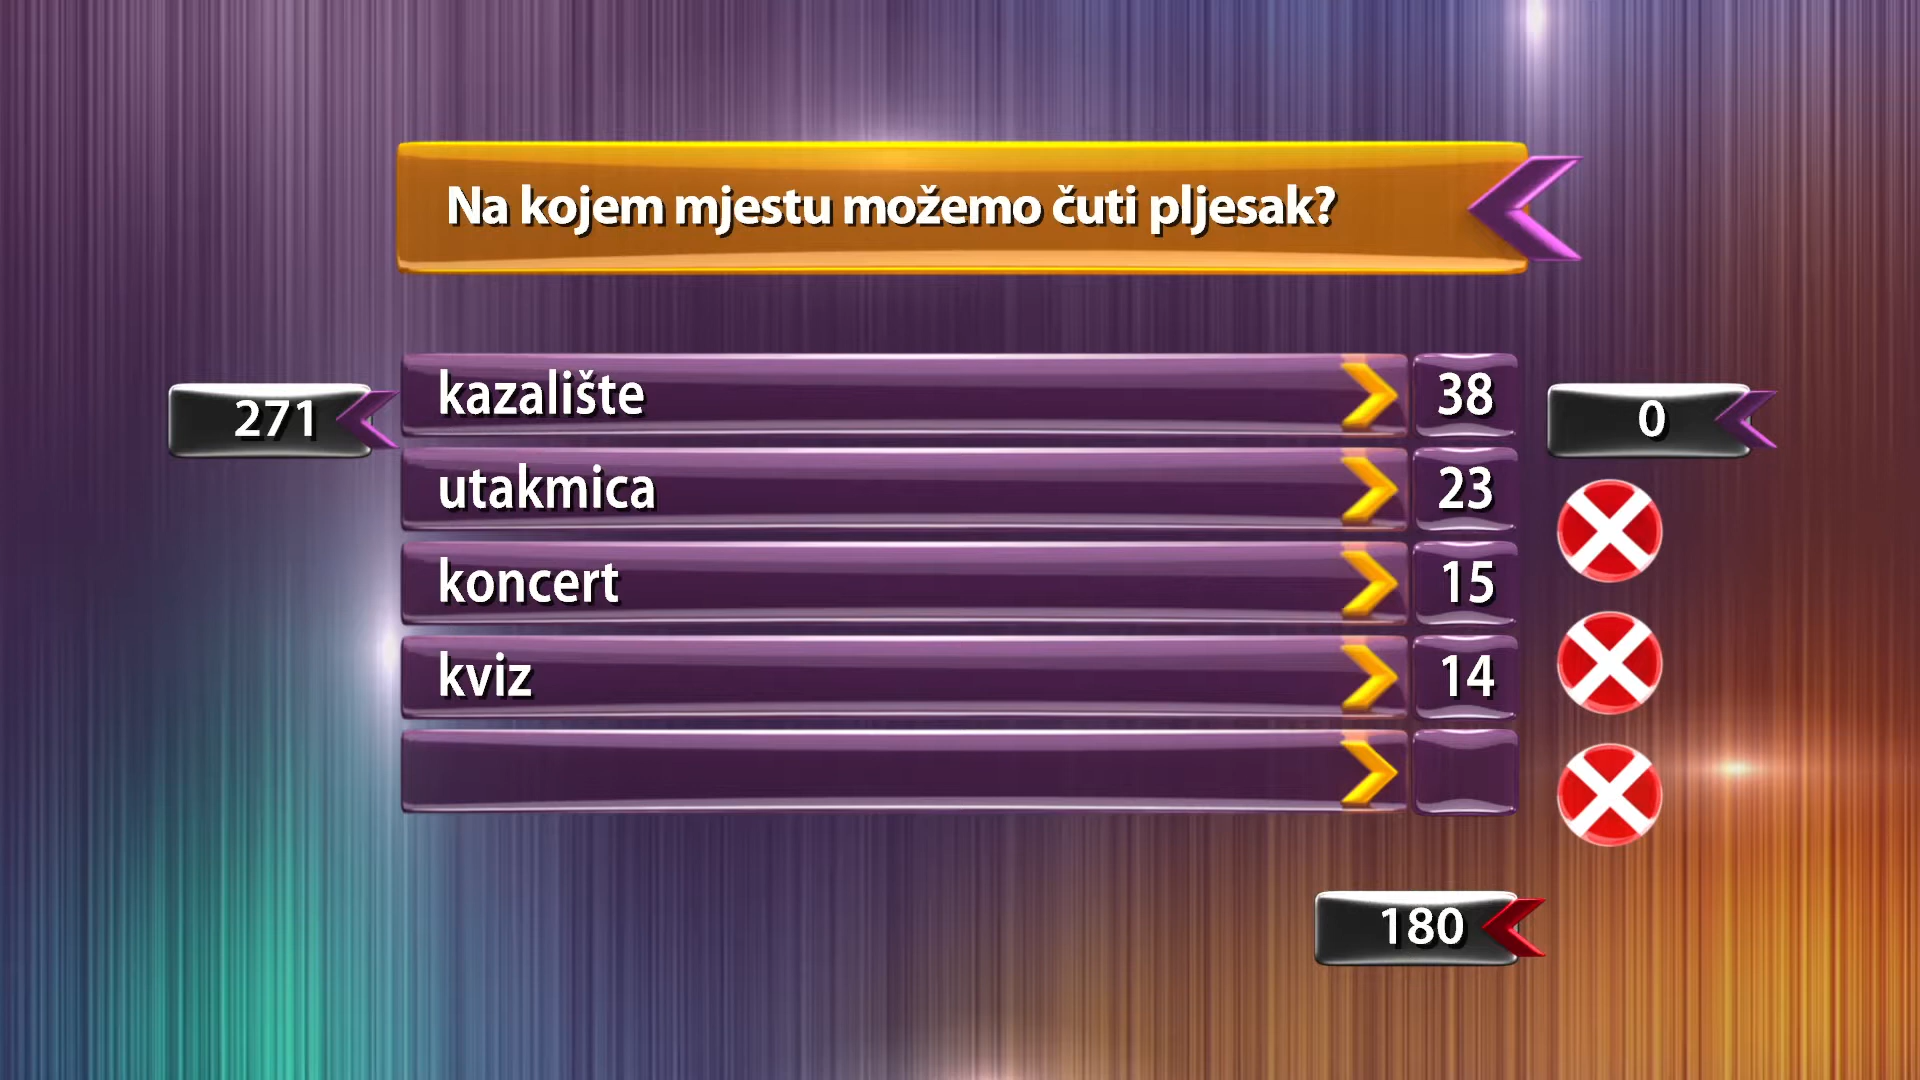 Na kojem mjestu možemo čuti pljesak?
271
kazalište 38
0
utakmica 23
koncert 15
kviz 14
180